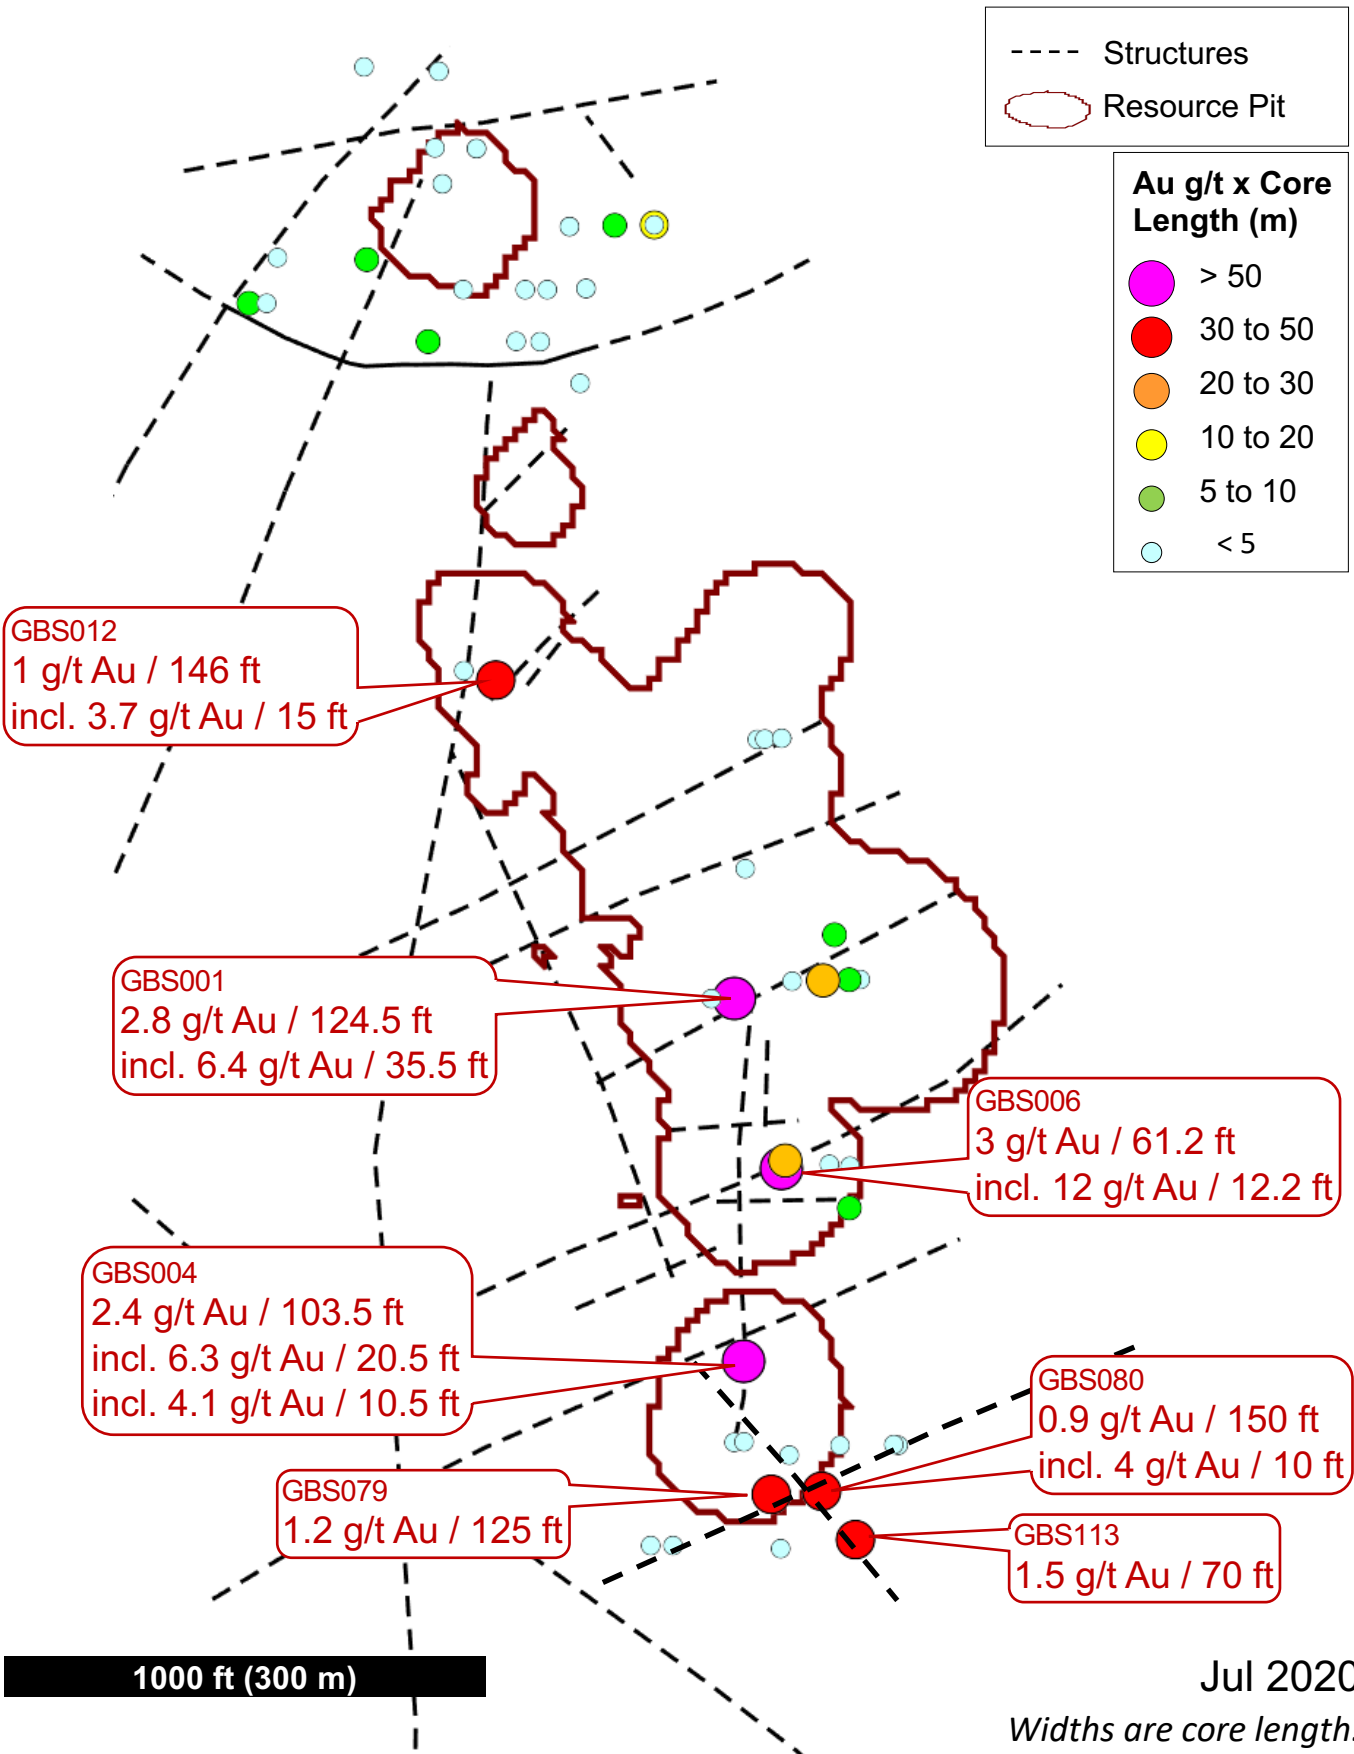 Structures
Resource Pit
Au g/t x Core
Length (m)
> 50
30 to 50
20 to 30
10 to 20
5 to 10
< 5
GBS012
1 g/t Au / 146 ft
incl. 3.7 g/t Au / 15 ft
GBS001
2.8 g/t Au / 124.5 ft
incl. 6.4 g/t Au / 35.5 ft
GBS006
3 g/t Au / 61.2 ft
incl. 12 g/t Au / 12.2 ft
GBS004
2.4 g/t Au / 103.5 ft
incl. 6.3 g/t Au / 20.5 ft
incl. 4.1 g/t Au / 10.5 ft
GBS080
0.9 g/t Au / 150 ft
incl. 4 g/t Au / 10 ft
GBS079
1.2 g/t Au / 125 ft
GBS113
1.5 g/t Au / 70 ft
1000 ft (300 m)
Jul 2020
Widths are core length.